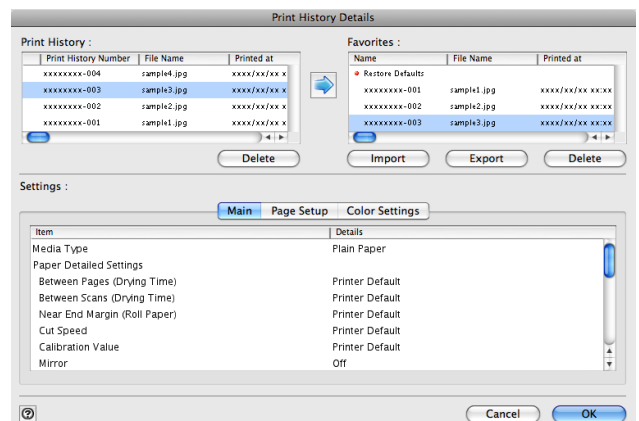 Print History Details
Print History :
Print History Number File Name Printed at
xxxxxxxx-004 sample4.jpg xxxx/xx/xx x
xxxxxxxx-003 sample3.jpg xxxx/xx/xx x
xxxxxxxx-002 sample2.jpg xxxx/xx/xx x
xxxxxxxx-001 sample1.jpg xxxx/xx/xx x
Delete
Favorites :
Name File Name Printed at
Restore Defaults
xxxxxxxx-001 sample1.jpg xxxx/xx/xx xx:xx
xxxxxxxx-002 sample2.jpg xxxx/xx/xx xx:xx
xxxxxxxx-003 sample3.jpg xxxx/xx/xx xx:xx
Import Export Delete
Settings :
Main Page Setup Color Settings
Item Details
Media Type Plain Paper
Paper Detailed Settings
Between Pages (Drying Time) Printer Default
Between Scans (Drying Time) Printer Default
Near End Margin (Roll Paper) Printer Default
Cut Speed Printer Default
Calibration Value Printer Default
Mirror Off
? Cancel OK